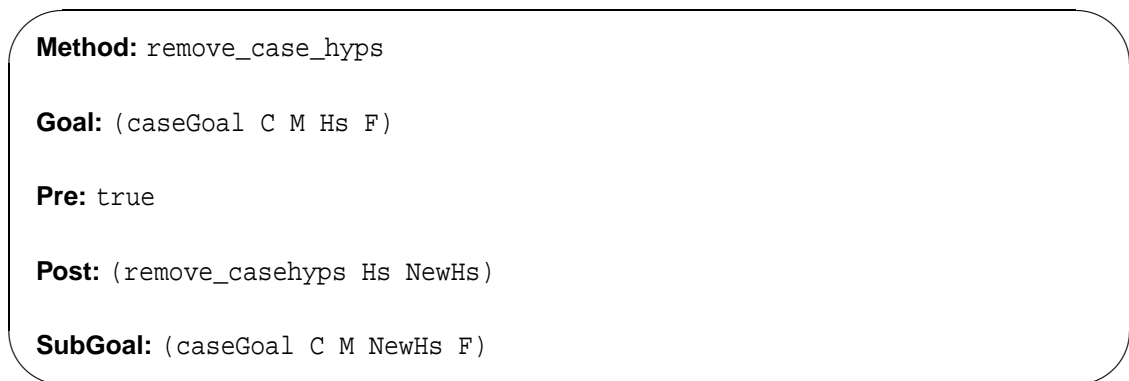 Method: remove_case_hyps
Goal: (caseGoal C M Hs F)
Pre: true
Post: (remove_casehyps Hs NewHs)
SubGoal: (caseGoal C M NewHs F)